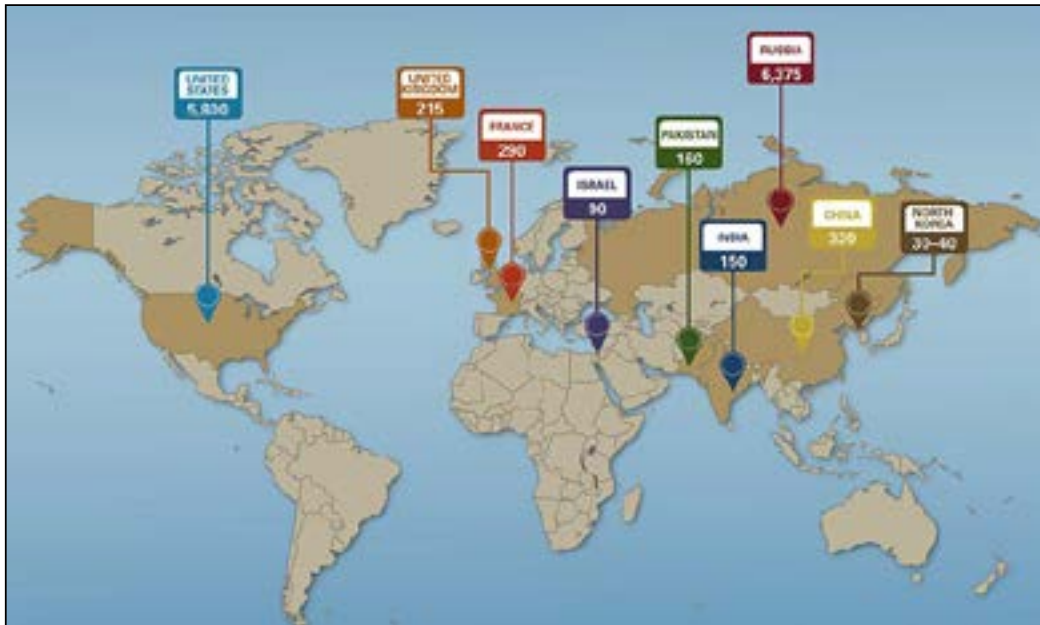 UNITED
STATES
5,800
UNITED
KINGDOM
215
FRANCE
290
ISRAEL
90
PAKISTAN
160
INDIA
150
RUSSIA
6,375
CHINA
320
NORTH
KOREA
30–40